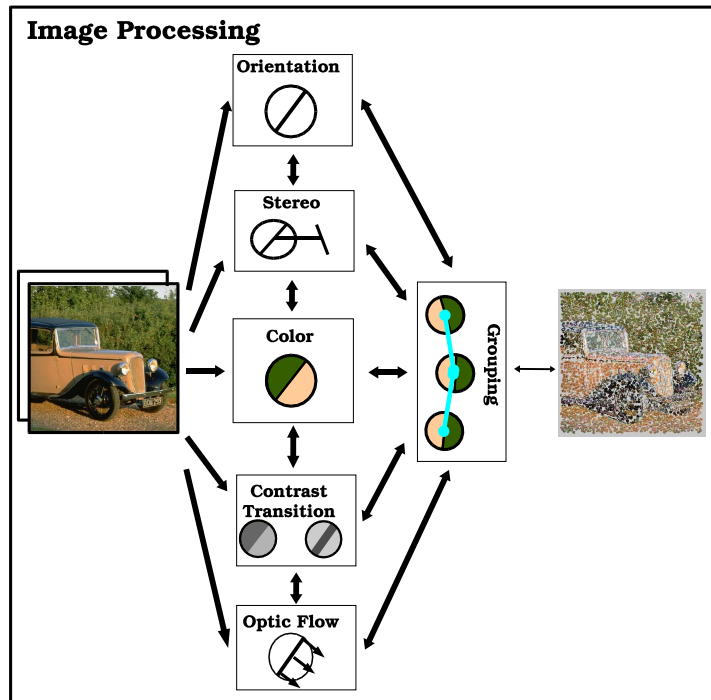 Image Processing
Orientation
Stereo
Color
Contrast
Transition
Optic Flow
Grouping